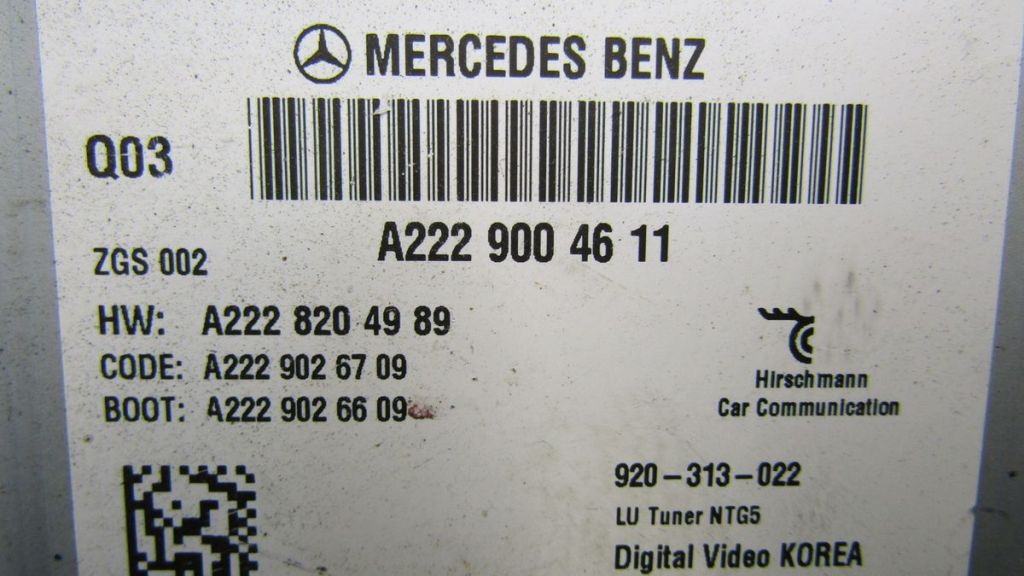 MERCEDES BENZ
Q03
A222 900 46 11
ZGS 002
HW: A222 820 49 89
CODE: A222 902 67 09
BOOT: A222 902 66 09
Hirschmann
Car Communication
920-313-022
LU Tuner NTG5
Digital Video KOREA